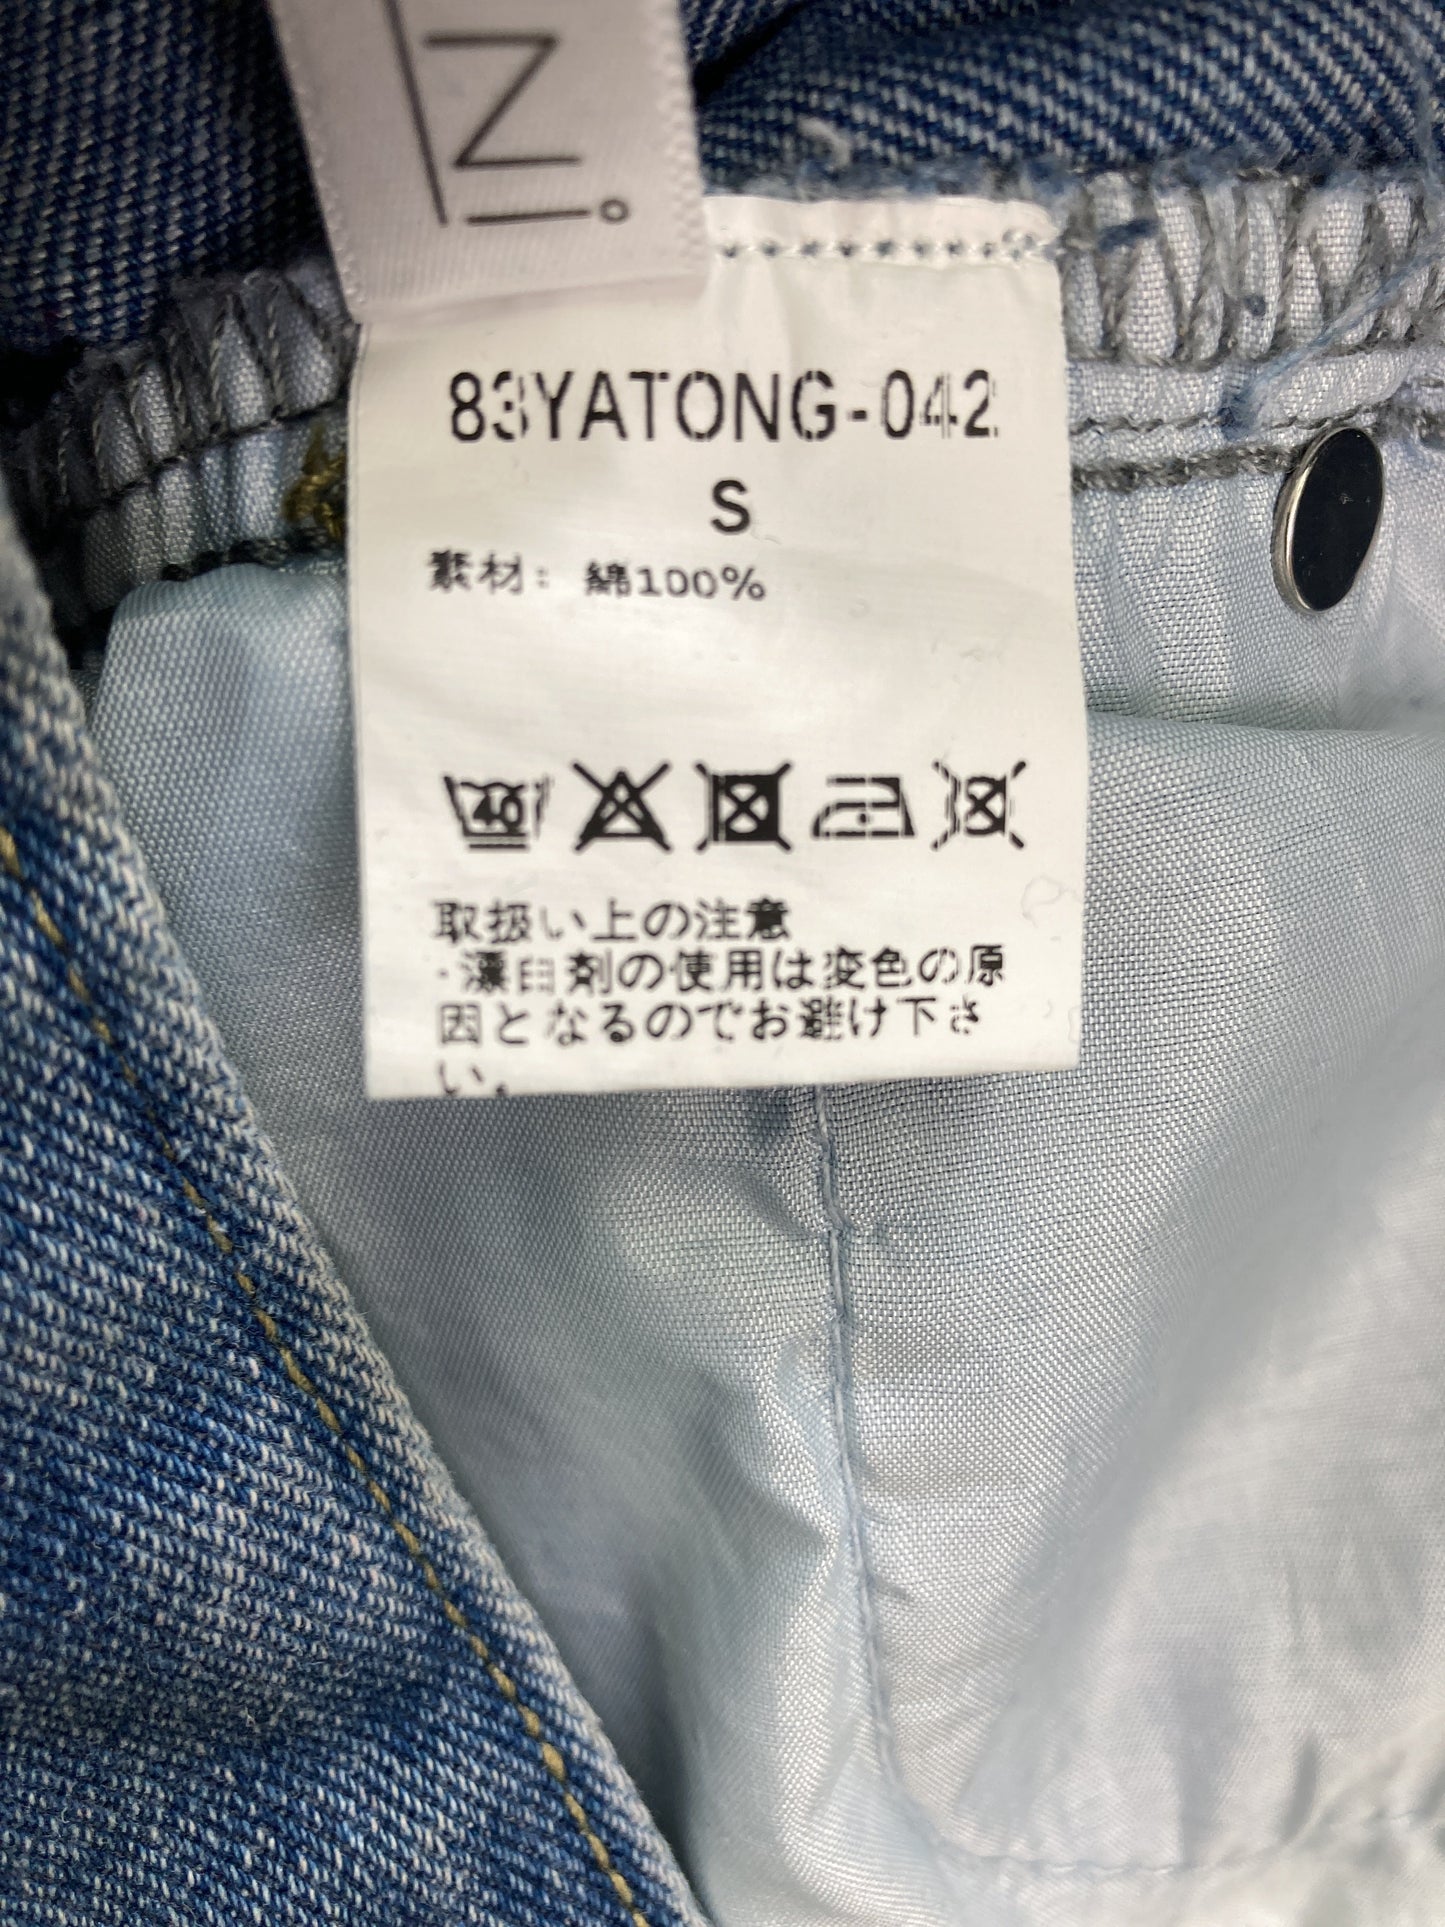 83YATONG-042
S
素材: 綿100%
40
取扱い上の注意
・漂白剤の使用は変色の原
因となるのでお避け下さ
い。